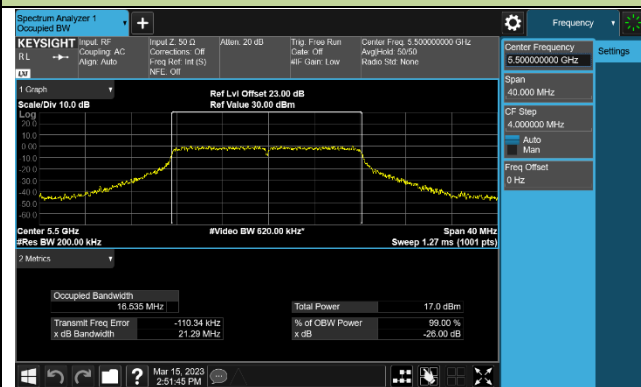 Spectrum Analyzer 1
Occupied BW
Frequency
KEYSIGHT
RL
LXI
Input: RF
Coupling: AC
Align: Auto
Input Z: 50 Ω
Corrections: Off
Freq Ref: Int (S)
NFE: Off
Atten: 20 dB
Trig: Free Run
Gate: Off
#IF Gain: Low
Center Freq: 5.500000000 GHz
Avg|Hold: 50/50
Radio Std: None
Center Frequency
5.500000000 GHz
Settings
Span
40.000 MHz
CF Step
4.000000 MHz
Auto
Man
Freq Offset
0 Hz
1 Graph
Scale/Div 10.0 dB
Ref Lvl Offset 23.00 dB
Ref Value 30.00 dBm
Log
20.0
10.0
0.00
-10.0
-20.0
-30.0
-40.0
-50.0
-60.0
Center 5.5 GHz
#Video BW 620.00 kHz*
Span 40 MHz
#Res BW 200.00 kHz
Sweep 1.27 ms (1001 pts)
2 Metrics
Occupied Bandwidth
16.535 MHz
Total Power 17.0 dBm
Transmit Freq Error -110.34 kHz
% of OBW Power 99.00 %
x dB Bandwidth 21.29 MHz
x dB -26.00 dB
Mar 15, 2023
2:51:45 PM